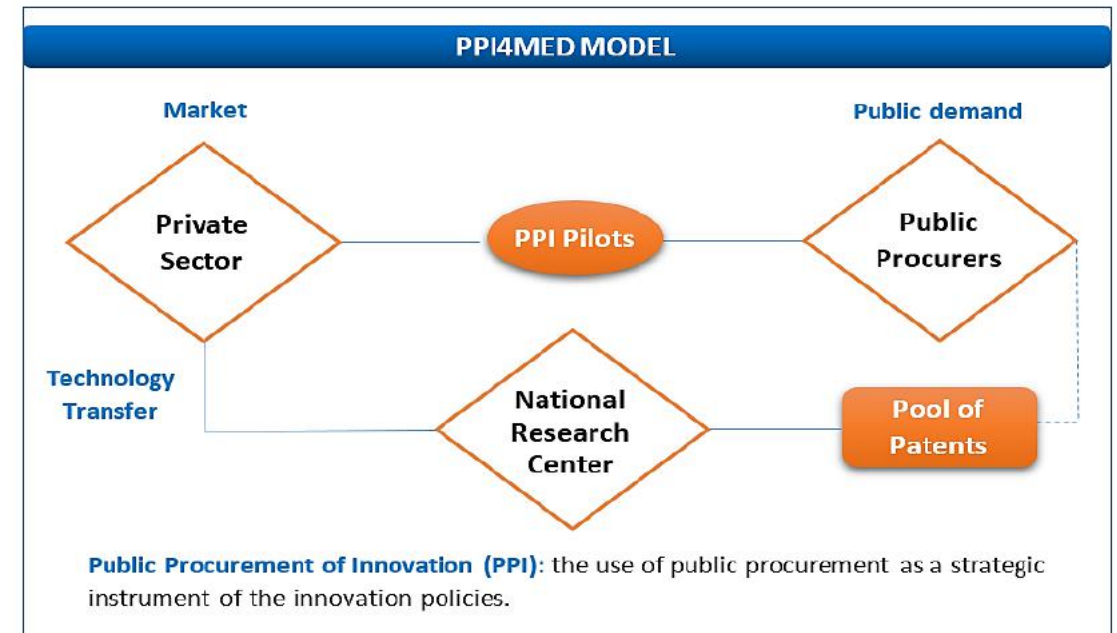 PPI4MED MODEL
Market
Public demand
Private
Sector
PPI Pilots
Public
Procurers
Technology
Transfer
National
Research
Center
Pool of
Patents
Public Procurement of Innovation (PPI): the use of public procurement as a strategic
instrument of the innovation policies.